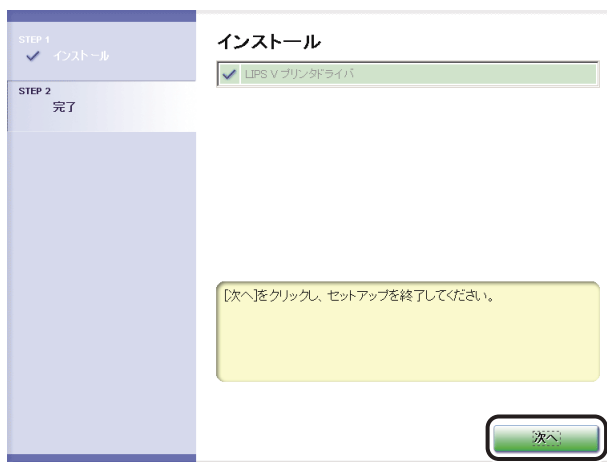 STEP 1
インストール
STEP 2
完了
インストール
LIPS V プリンタドライバ
[次へ]をクリックし、セットアップを終了してください。
次へ